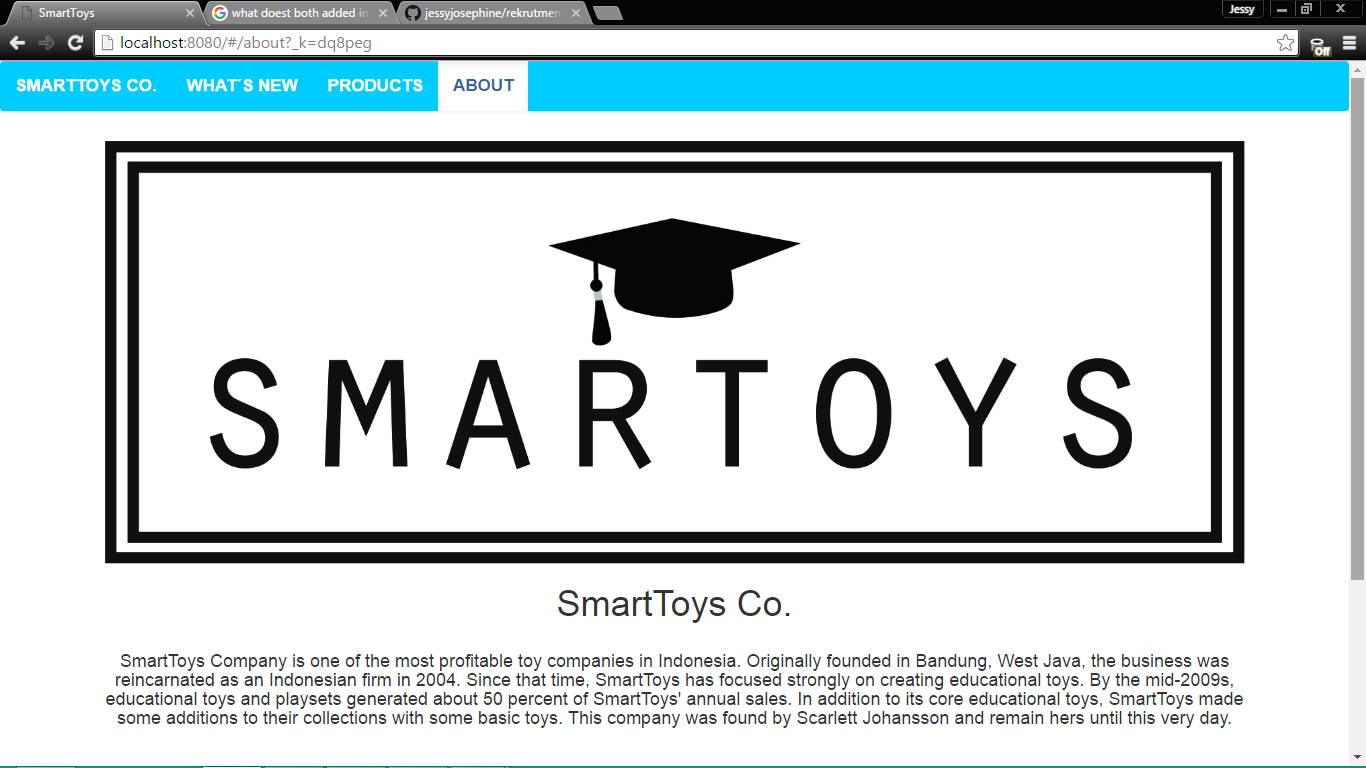 SmartToys
what doest both added in
jessyjosephine/rekrutmen
Jessy
localhost:8080/#/about?_k=dq8peg
Off
SMARTTOYS CO.
WHAT´S NEW
PRODUCTS
ABOUT
SMARTOYS
SmartToys Co.
SmartToys Company is one of the most profitable toy companies in Indonesia. Originally founded in Bandung, West Java, the business was
reincarnated as an Indonesian firm in 2004. Since that time, SmartToys has focused strongly on creating educational toys. By the mid-2009s,
educational toys and playsets generated about 50 percent of SmartToys' annual sales. In addition to its core educational toys, SmartToys made
some additions to their collections with some basic toys. This company was found by Scarlett Johansson and remain hers until this very day.